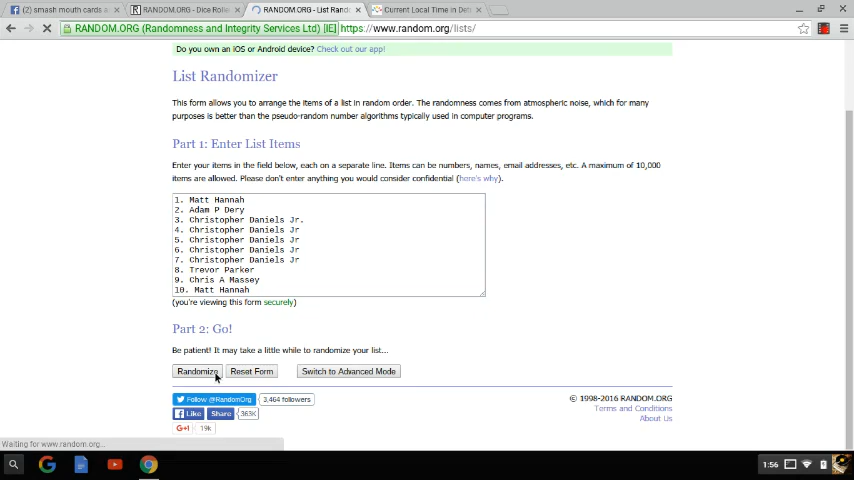 (2) smash mouth cards a
RANDOM.ORG - Dice Rolle
RANDOM.ORG - List Rand
Current Local Time in Det
RANDOM.ORG (Randomness and Integrity Services Ltd) [IE] https://www.random.org/lists/
Do you own an iOS or Android device? Check out our app!
List Randomizer
This form allows you to arrange the items of a list in random order. The randomness comes from atmospheric noise, which for many
purposes is better than the pseudo-random number algorithms typically used in computer programs.
Part 1: Enter List Items
Enter your items in the field below, each on a separate line. Items can be numbers, names, email addresses, etc. A maximum of 10,000
items are allowed. Please don't enter anything you would consider confidential (here's why).
1. Matt Hannah
2. Adam P Dery
3. Christopher Daniels Jr.
4. Christopher Daniels Jr
5. Christopher Daniels Jr
6. Christopher Daniels Jr
7. Christopher Daniels Jr
8. Trevor Parker
9. Chris A Massey
10. Matt Hannah
(you're viewing this form securely)
Part 2: Go!
Be patient! It may take a little while to randomize your list...
Randomize Reset Form Switch to Advanced Mode
Follow @RandomOrg 3,464 followers
Like Share 363K
G+1 19k
© 1998-2016 RANDOM.ORG
Terms and Conditions
About Us
Waiting for www.random.org...
1:56